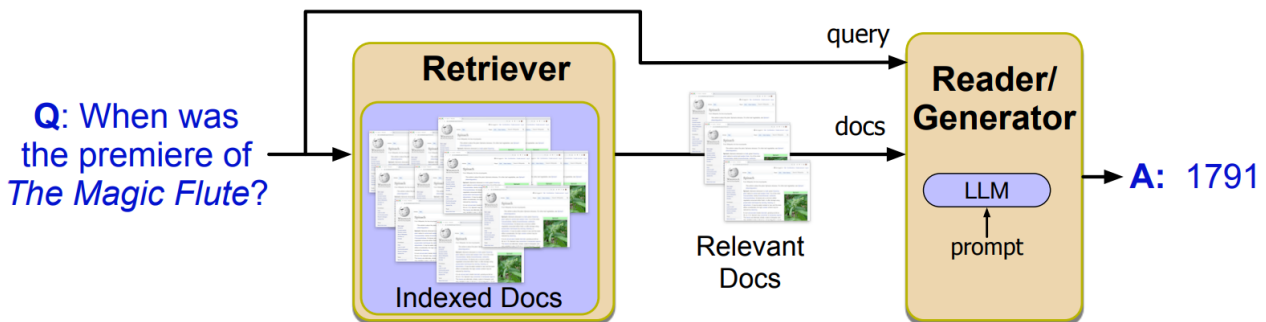 Q: When was
the premiere of
The Magic Flute?
Retriever
Indexed Docs
Relevant
Docs
query
docs
Reader/
Generator
LLM
prompt
A: 1791